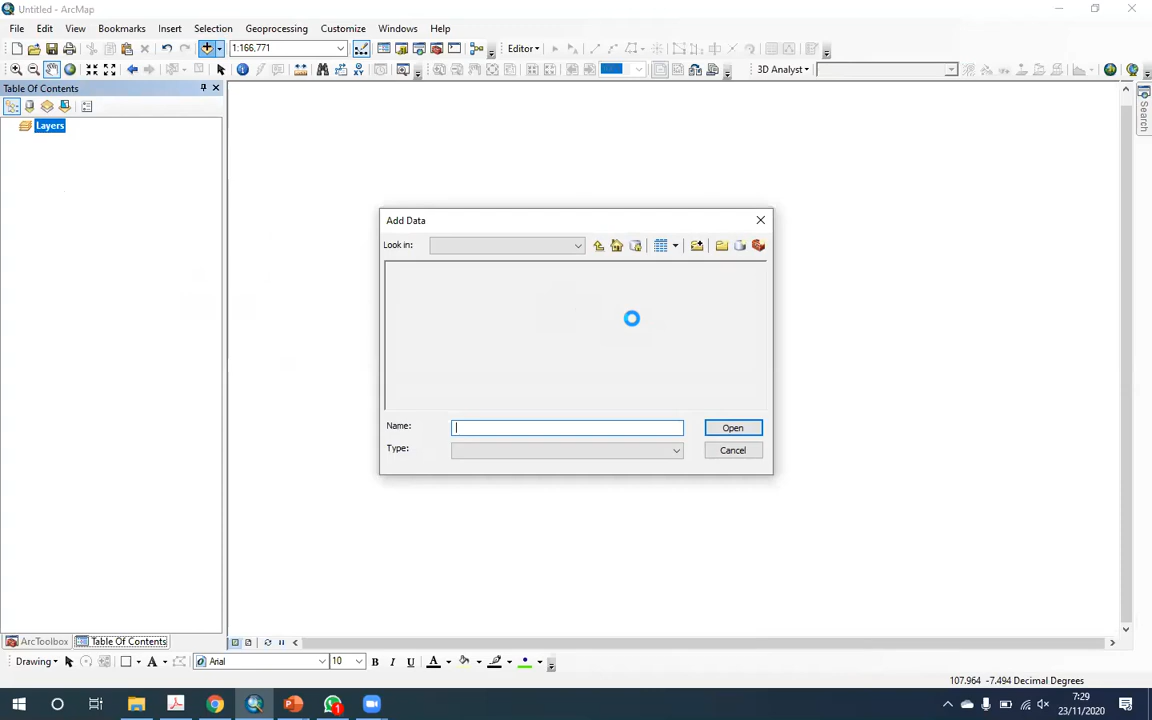 Untitled - ArcMap
File Edit View Bookmarks Insert Selection Geoprocessing Customize Windows Help
1:166,771 Editor
3D Analyst
Table Of Contents
Layers
Search
Add Data
Look in:
Name:
Open
Type:
Cancel
ArcToolbox Table Of Contents
Drawing A Arial 10 B I U A
107.964 -7.494 Decimal Degrees
7:29
23/11/2020
1